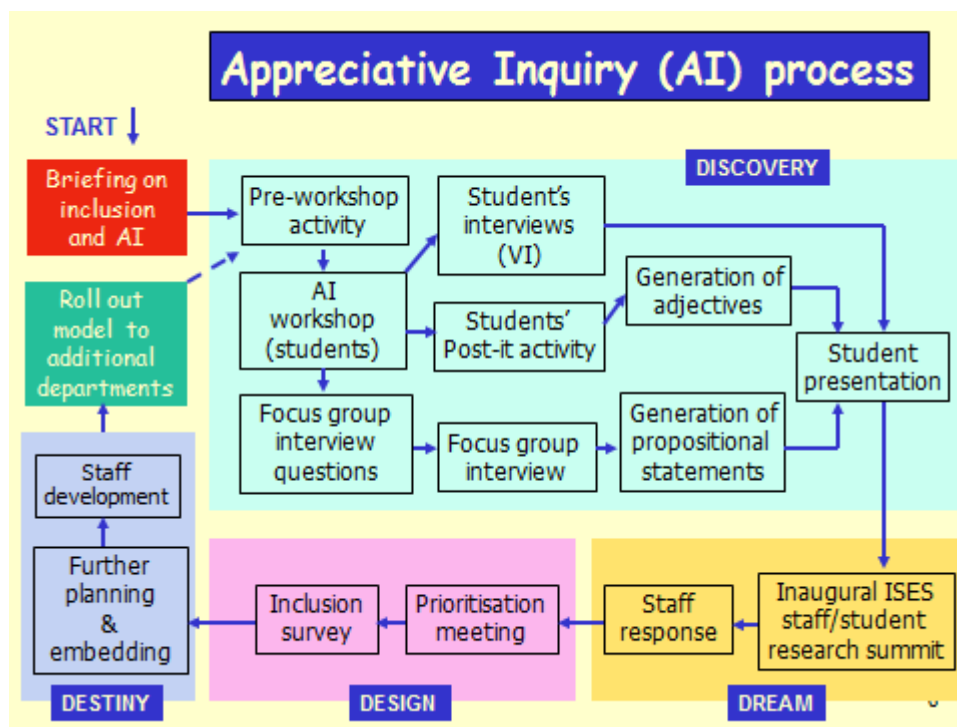 Appreciative Inquiry (AI) process
START
Briefing on
inclusion
and AI
DISCOVERY
Pre-workshop
activity
Student's
interviews
(VI)
Generation of
adjectives
Roll out
model to
additional
departments
AI
workshop
(students)
Students'
Post-it activity
Student
presentation
Focus group
interview
questions
Focus group
interview
Generation of
propositional
statements
Staff
development
Further
planning
&
embedding
Inclusion
survey
Prioritisation
meeting
Staff
response
Inaugural ISES
staff/student
research summit
DESTINY
DESIGN
DREAM